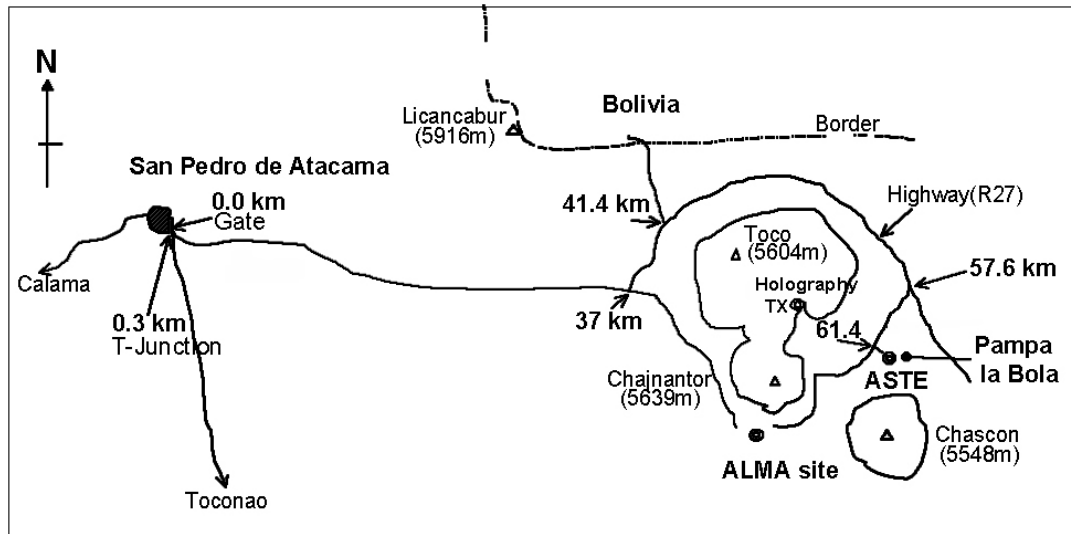 N
Licancabur
(5916m)
Bolivia
Border
San Pedro de Atacama
0.0 km
Gate
Calama
0.3 km
T-Junction
Toconao
41.4 km
37 km
Highway(R27)
57.6 km
Toco
(5604m)
Holography
TX
61.4
Pampa
la Bola
ASTE
Chajnantor
(5639m)
ALMA site
Chascon
(5548m)